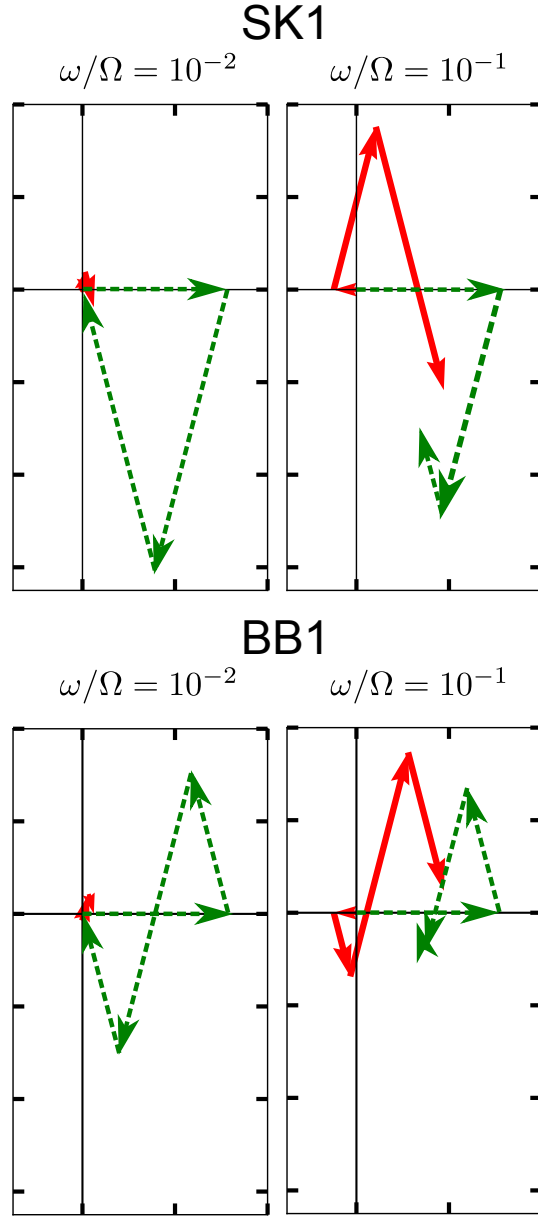 SK1
ω/Ω = 10⁻² ω/Ω = 10⁻¹
BB1
ω/Ω = 10⁻² ω/Ω = 10⁻¹